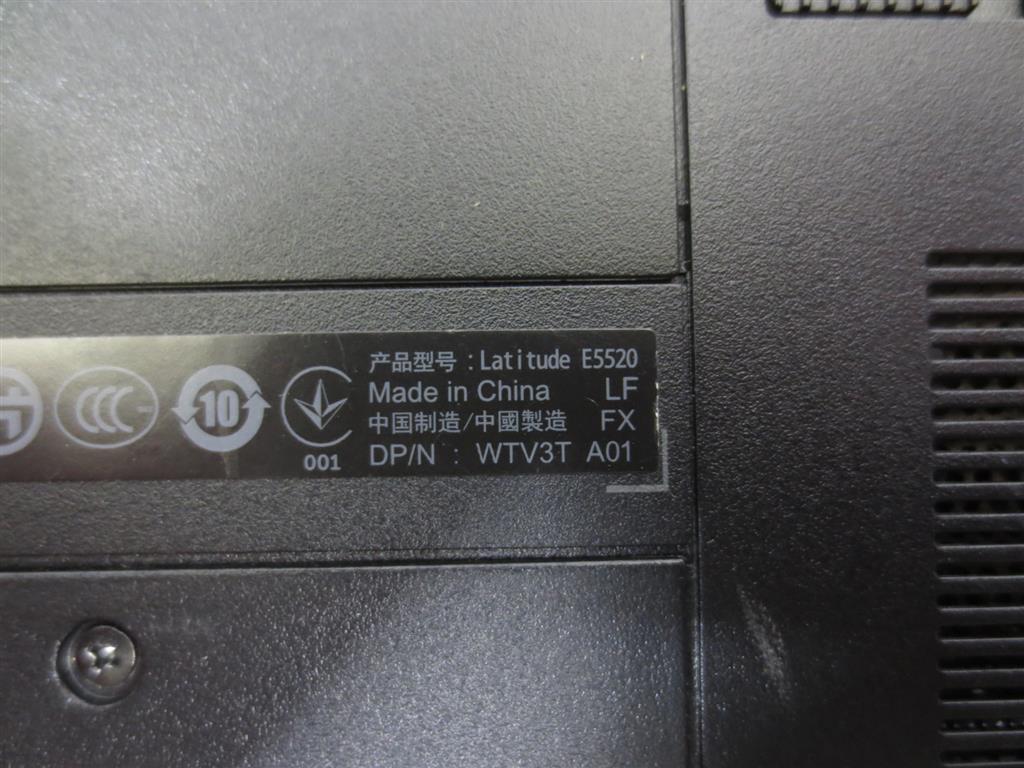 产品型号 : Latitude E5520
Made in China LF
中国制造/中國製造 FX
DP/N : WTV3T A01
CCC
10
001